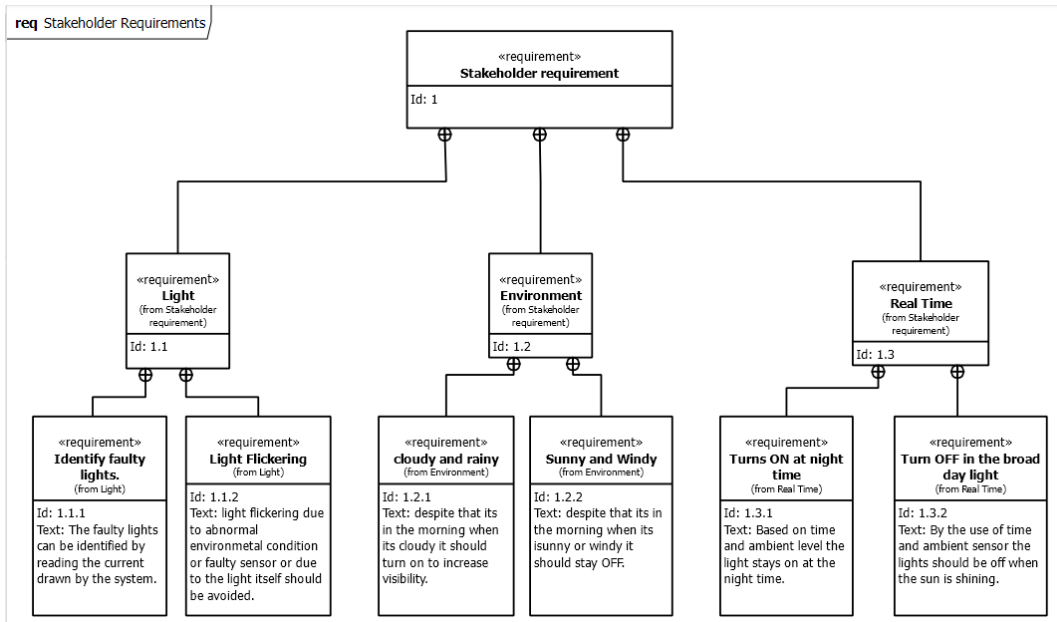 req Stakeholder Requirements
«requirement»
Stakeholder requirement
Id: 1
«requirement»
Light
(from Stakeholder
requirement)
Id: 1.1
«requirement»
Environment
(from Stakeholder
requirement)
Id: 1.2
«requirement»
Real Time
(from Stakeholder
requirement)
Id: 1.3
«requirement»
Identify faulty
lights.
(from Light)
Id: 1.1.1
Text: The faulty lights
can be identified by
reading the current
drawn by the system.
«requirement»
Light Flickering
(from Light)
Id: 1.1.2
Text: light flickering due
to abnormal
environmetal condition
or faulty sensor or due
to the light itself should
be avoided.
«requirement»
cloudy and rainy
(from Environment)
Id: 1.2.1
Text: despite that its in
the morning when
its cloudy it should
turn on to increase
visibility.
«requirement»
Sunny and Windy
(from Environment)
Id: 1.2.2
Text: despite that its in
the morning when its
isunny or windy it
should stay OFF.
«requirement»
Turns ON at night
time
(from Real Time)
Id: 1.3.1
Text: Based on time
and ambient level the
light stays on at the
night time.
«requirement»
Turn OFF in the broad
day light
(from Real Time)
Id: 1.3.2
Text: By the use of time
and ambient sensor the
lights should be off when
the sun is shining.